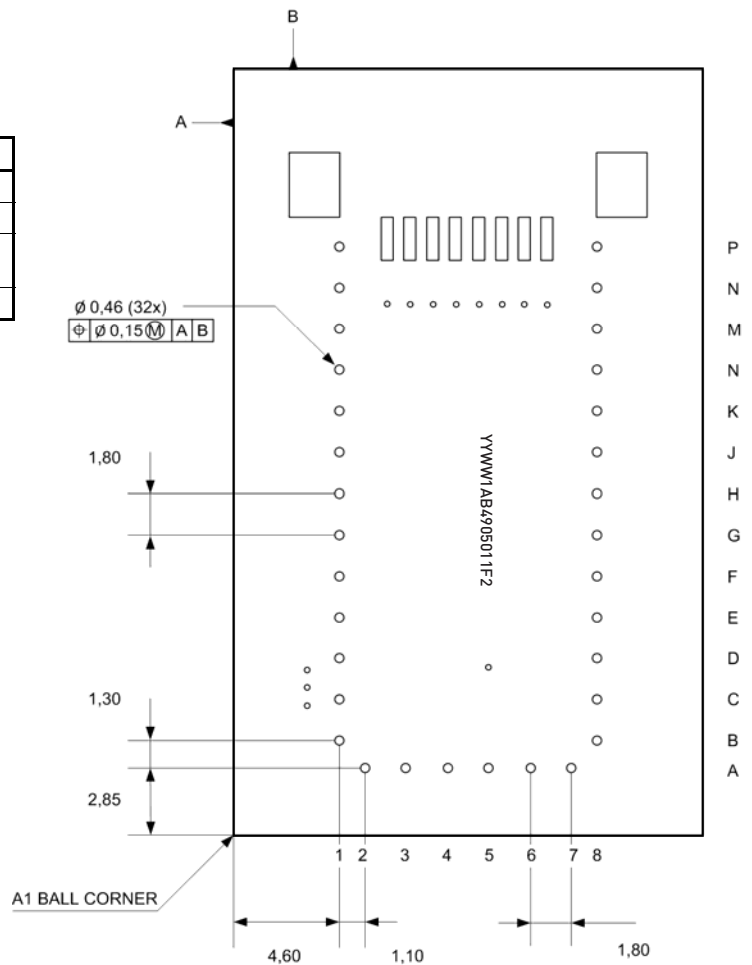 B
A
P
N
Ø 0,46 (32x)
⌖ Ø 0,15 Ⓜ A B
M
N
K
1,80
J
YYWW1AB4905011F2
H
G
F
E
D
1,30
C
B
A
2,85
1 2 3 4 5 6 7 8
A1 BALL CORNER
4,60 1,10 1,80